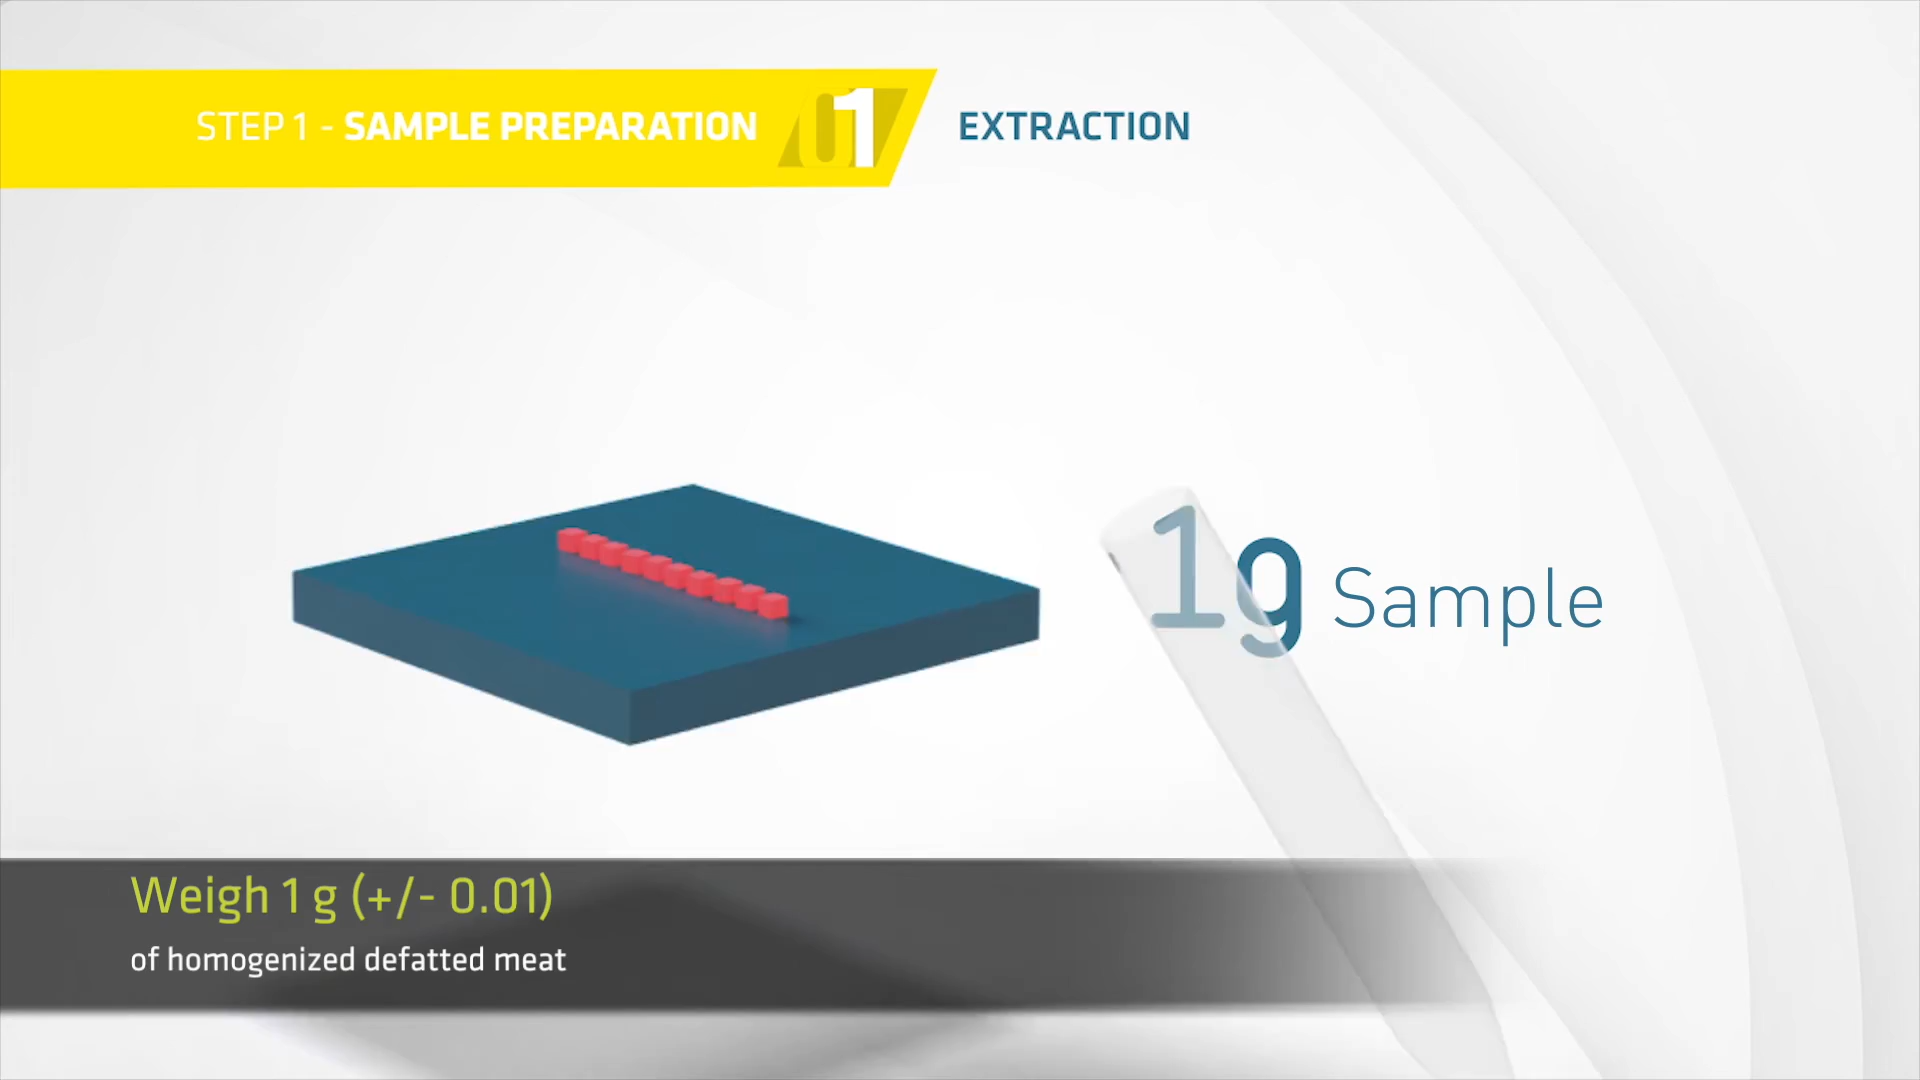 STEP 1 - SAMPLE PREPARATION 01 EXTRACTION
1g Sample
Weigh 1 g (+/- 0.01)
of homogenized defatted meat